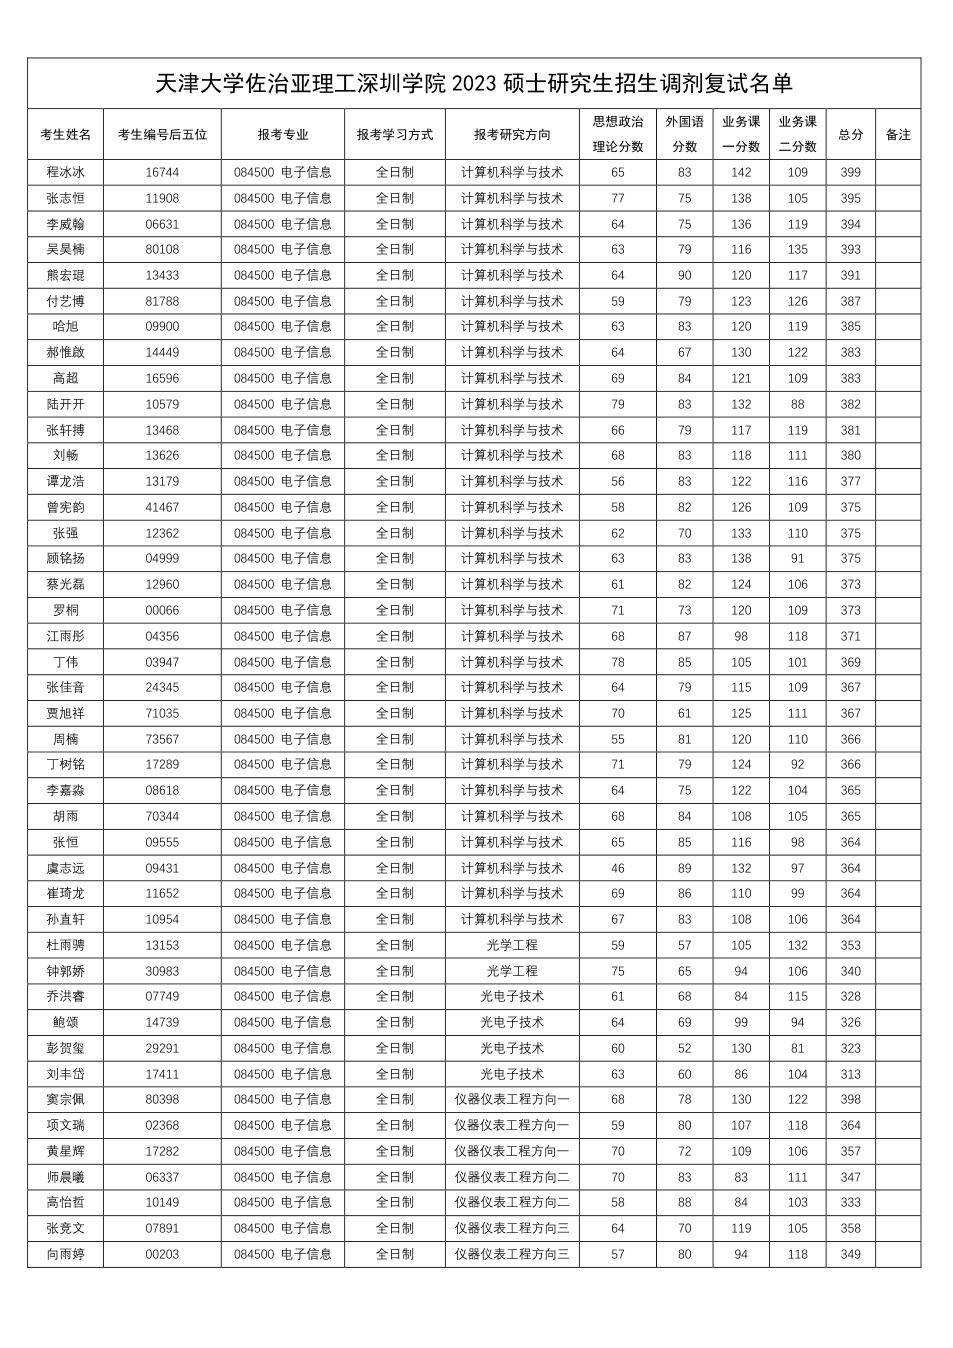 天津大学佐治亚理工深圳学院 2023 硕士研究生招生调剂复试名单
考生姓名 考生编号后五位 报考专业 报考学习方式 报考研究方向 思想政治理论分数 外国语分数 业务课一分数 业务课二分数 总分 备注
程冰冰 16744 084500 电子信息 全日制 计算机科学与技术 65 83 142 109 399
张志恒 11908 084500 电子信息 全日制 计算机科学与技术 77 75 138 105 395
李威翰 06631 084500 电子信息 全日制 计算机科学与技术 64 75 136 119 394
吴昊楠 80108 084500 电子信息 全日制 计算机科学与技术 63 79 116 135 393
熊宏琨 13433 084500 电子信息 全日制 计算机科学与技术 64 90 120 117 391
付艺博 81788 084500 电子信息 全日制 计算机科学与技术 59 79 123 126 387
哈旭 09900 084500 电子信息 全日制 计算机科学与技术 63 83 120 119 385
郝惟啟 14449 084500 电子信息 全日制 计算机科学与技术 64 67 130 122 383
高超 16596 084500 电子信息 全日制 计算机科学与技术 69 84 121 109 383
陆开开 10579 084500 电子信息 全日制 计算机科学与技术 79 83 132 88 382
张轩搏 13468 084500 电子信息 全日制 计算机科学与技术 66 79 117 119 381
刘畅 13626 084500 电子信息 全日制 计算机科学与技术 68 83 118 111 380
谭龙浩 13179 084500 电子信息 全日制 计算机科学与技术 56 83 122 116 377
曾宪韵 41467 084500 电子信息 全日制 计算机科学与技术 58 82 126 109 375
张强 12362 084500 电子信息 全日制 计算机科学与技术 62 70 133 110 375
顾铭扬 04999 084500 电子信息 全日制 计算机科学与技术 63 83 138 91 375
蔡光磊 12960 084500 电子信息 全日制 计算机科学与技术 61 82 124 106 373
罗桐 00066 084500 电子信息 全日制 计算机科学与技术 71 73 120 109 373
江雨彤 04356 084500 电子信息 全日制 计算机科学与技术 68 87 98 118 371
丁伟 03947 084500 电子信息 全日制 计算机科学与技术 78 85 105 101 369
张佳音 24345 084500 电子信息 全日制 计算机科学与技术 64 79 115 109 367
贾旭祥 71035 084500 电子信息 全日制 计算机科学与技术 70 61 125 111 367
周楠 73567 084500 电子信息 全日制 计算机科学与技术 55 81 120 110 366
丁树铭 17289 084500 电子信息 全日制 计算机科学与技术 71 79 124 92 366
李嘉淼 08618 084500 电子信息 全日制 计算机科学与技术 64 75 122 104 365
胡雨 70344 084500 电子信息 全日制 计算机科学与技术 68 84 108 105 365
张恒 09555 084500 电子信息 全日制 计算机科学与技术 65 85 116 98 364
虞志远 09431 084500 电子信息 全日制 计算机科学与技术 46 89 132 97 364
崔琦龙 11652 084500 电子信息 全日制 计算机科学与技术 69 86 110 99 364
孙直轩 10954 084500 电子信息 全日制 计算机科学与技术 67 83 108 106 364
杜雨骋 13153 084500 电子信息 全日制 光学工程 59 57 105 132 353
钟郭娇 30983 084500 电子信息 全日制 光学工程 75 65 94 106 340
乔洪睿 07749 084500 电子信息 全日制 光电子技术 61 68 84 115 328
鲍颂 14739 084500 电子信息 全日制 光电子技术 64 69 99 94 326
彭贺玺 29291 084500 电子信息 全日制 光电子技术 60 52 130 81 323
刘丰岱 17411 084500 电子信息 全日制 光电子技术 63 60 86 104 313
窦宗佩 80398 084500 电子信息 全日制 仪器仪表工程方向一 68 78 130 122 398
项文瑞 02368 084500 电子信息 全日制 仪器仪表工程方向一 59 80 107 118 364
黄星辉 17282 084500 电子信息 全日制 仪器仪表工程方向一 70 72 109 106 357
师晨曦 06337 084500 电子信息 全日制 仪器仪表工程方向二 70 83 83 111 347
高怡哲 10149 084500 电子信息 全日制 仪器仪表工程方向二 58 88 84 103 333
张竞文 07891 084500 电子信息 全日制 仪器仪表工程方向三 64 70 119 105 358
向雨婷 00203 084500 电子信息 全日制 仪器仪表工程方向三 57 80 94 118 349